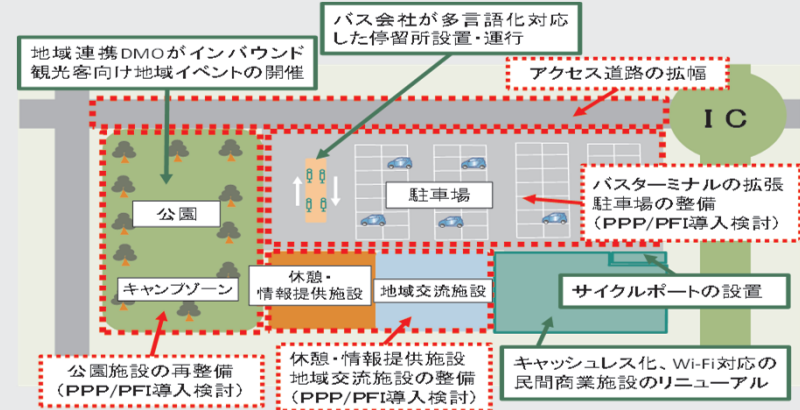 バス会社が多言語化対応
した停留所設置・運行
地域連携DMOがインバウンド
観光客向け地域イベントの開催
アクセス道路の拡幅
IC
バスターミナルの拡張
駐車場の整備
(PPP/PFI導入検討)
駐車場
公園
キャンプゾーン
休憩・
情報提供施設
地域交流施設
サイクルポートの設置
公園施設の再整備
(PPP/PFI導入検討)
休憩・情報提供施設
地域交流施設の整備
(PPP/PFI導入検討)
キャッシュレス化、Wi-Fi対応の
民間商業施設のリニューアル